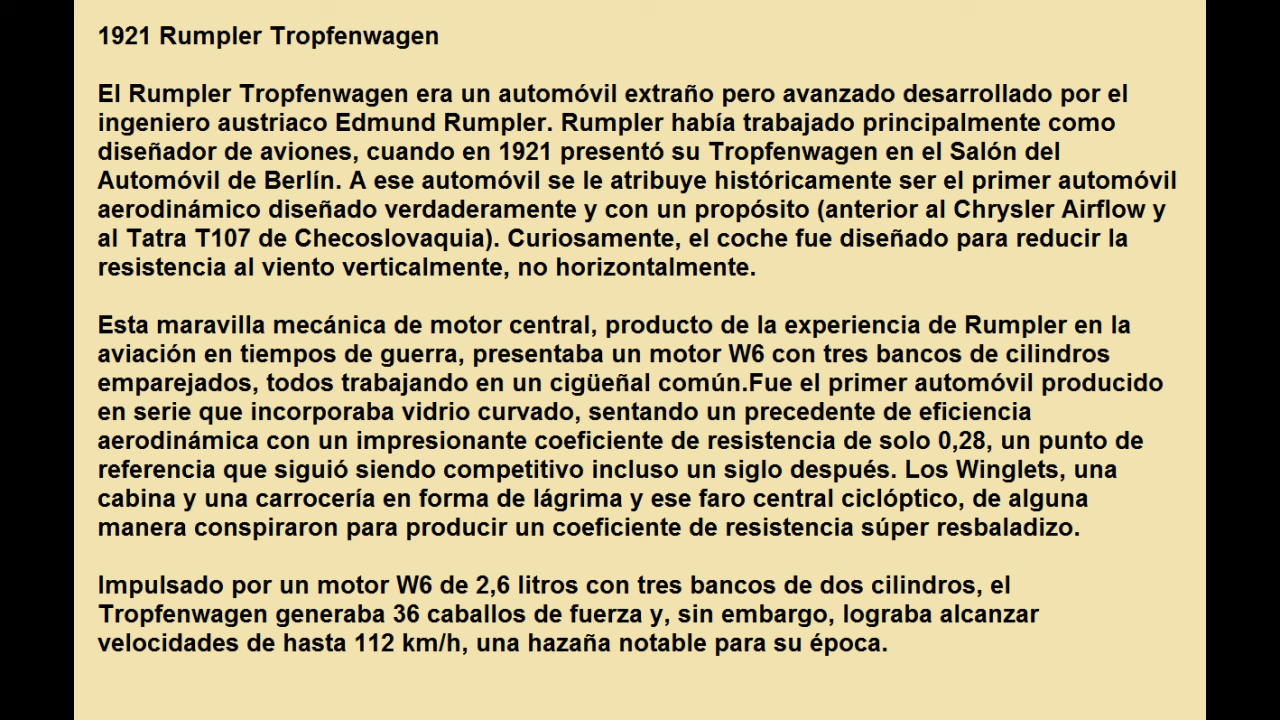 1921 Rumpler Tropfenwagen
El Rumpler Tropfenwagen era un automóvil extraño pero avanzado desarrollado por el
ingeniero austriaco Edmund Rumpler. Rumpler había trabajado principalmente como
diseñador de aviones, cuando en 1921 presentó su Tropfenwagen en el Salón del
Automóvil de Berlín. A ese automóvil se le atribuye históricamente ser el primer automóvil
aerodinámico diseñado verdaderamente y con un propósito (anterior al Chrysler Airflow y
al Tatra T107 de Checoslovaquia). Curiosamente, el coche fue diseñado para reducir la
resistencia al viento verticalmente, no horizontalmente.
Esta maravilla mecánica de motor central, producto de la experiencia de Rumpler en la
aviación en tiempos de guerra, presentaba un motor W6 con tres bancos de cilindros
emparejados, todos trabajando en un cigüeñal común.Fue el primer automóvil producido
en serie que incorporaba vidrio curvado, sentando un precedente de eficiencia
aerodinámica con un impresionante coeficiente de resistencia de solo 0,28, un punto de
referencia que siguió siendo competitivo incluso un siglo después. Los Winglets, una
cabina y una carrocería en forma de lágrima y ese faro central ciclóptico, de alguna
manera conspiraron para producir un coeficiente de resistencia súper resbaladizo.
Impulsado por un motor W6 de 2,6 litros con tres bancos de dos cilindros, el
Tropfenwagen generaba 36 caballos de fuerza y, sin embargo, lograba alcanzar
velocidades de hasta 112 km/h, una hazaña notable para su época.